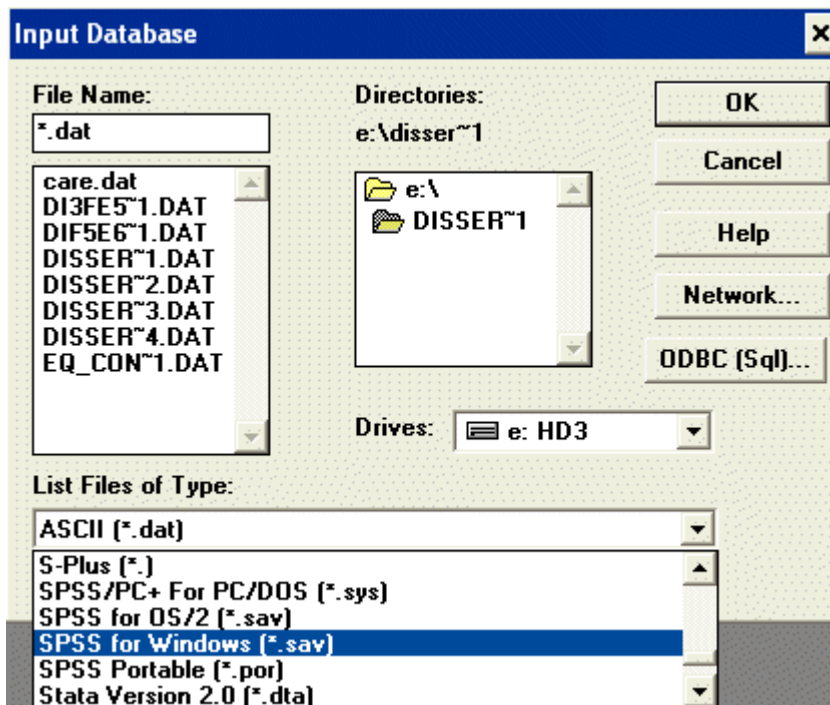 Input Database
File Name:
*.dat
care.dat
DI3FE5~1.DAT
DIF5E6~1.DAT
DISSER~1.DAT
DISSER~2.DAT
DISSER~3.DAT
DISSER~4.DAT
EQ_CON~1.DAT
Directories:
e:\disser~1
e:\
DISSER~1
Drives:
e: HD3
OK
Cancel
Help
Network...
ODBC (Sql)...
List Files of Type:
ASCII (*.dat)
S-Plus (*.)
SPSS/PC+ For PC/DOS (*.sys)
SPSS for OS/2 (*.sav)
SPSS for Windows (*.sav)
SPSS Portable (*.por)
Stata Version 2.0 (*.dta)